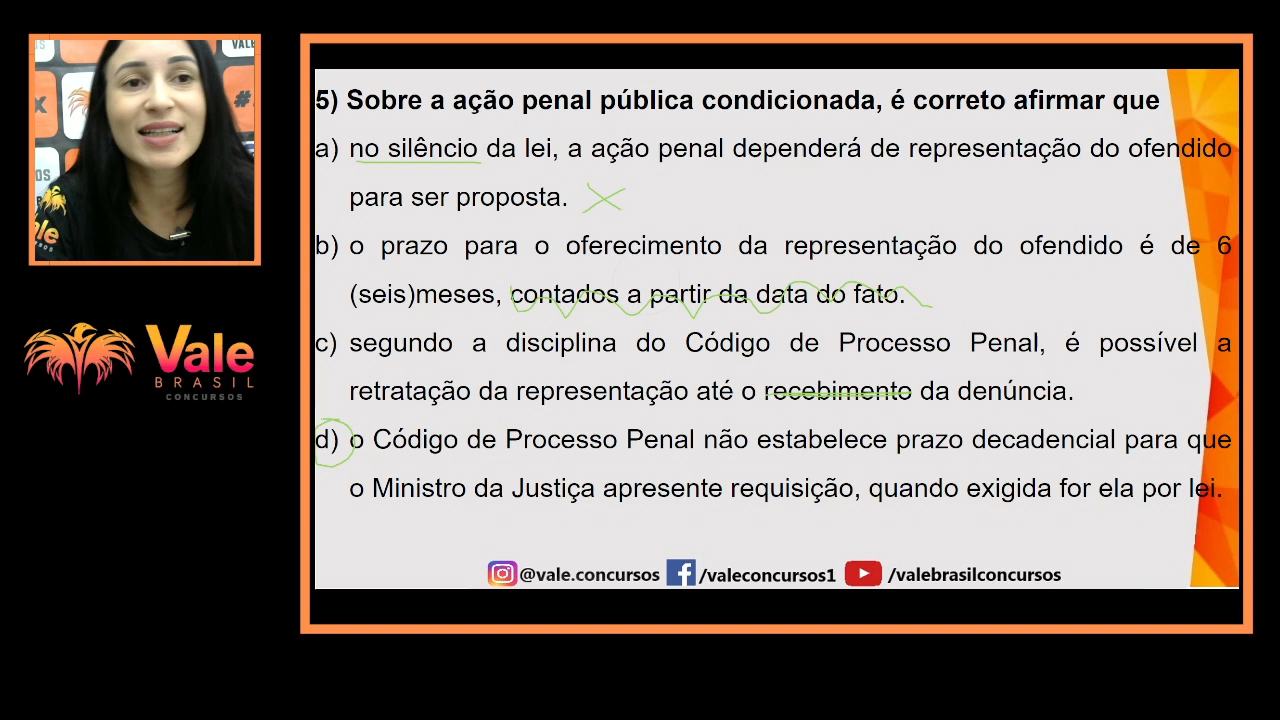 5) Sobre a ação penal pública condicionada, é correto afirmar que
a) no silêncio da lei, a ação penal dependerá de representação do ofendido
para ser proposta.
b) o prazo para o oferecimento da representação do ofendido é de 6
(seis)meses, contados a partir da data do fato.
c) segundo a disciplina do Código de Processo Penal, é possível a
retratação da representação até o recebimento da denúncia.
d) o Código de Processo Penal não estabelece prazo decadencial para que
o Ministro da Justiça apresente requisição, quando exigida for ela por lei.
Vale
BRASIL
CONCURSOS
@vale.concursos /valeconcursos1 /valebrasilconcursos